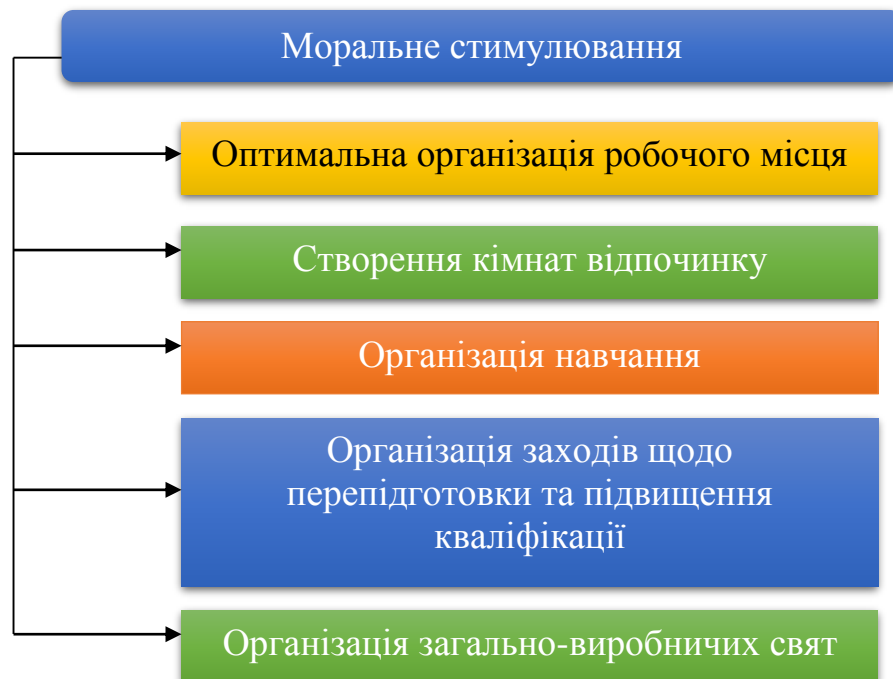 Моральне стимулювання
Оптимальна організація робочого місця
Створення кімнат відпочинку
Організація навчання
Організація заходів щодо
перепідготовки та підвищення
кваліфікації
Організація загально-виробничих свят